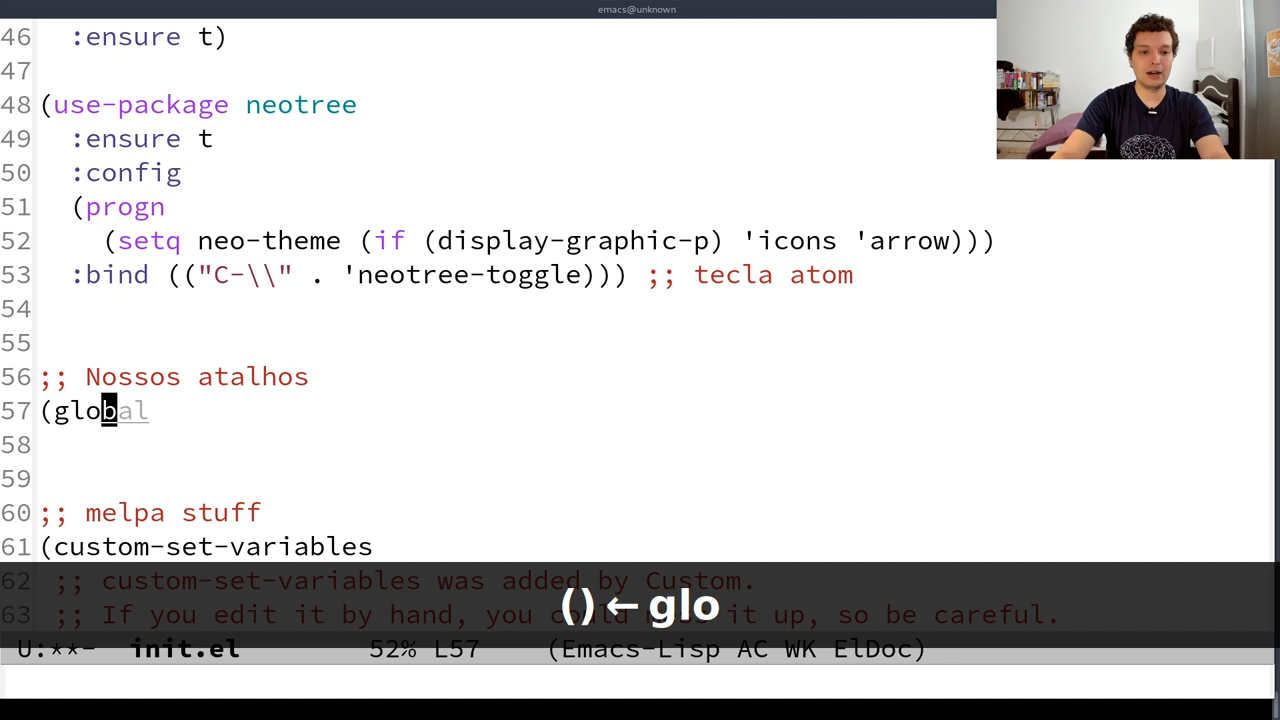 emacs@unknown
46 :ensure t)
47
48 (use-package neotree
49 :ensure t
50 :config
51 (progn
52 (setq neo-theme (if (display-graphic-p) 'icons 'arrow)))
53 :bind (("C-\\" . 'neotree-toggle))) ;; tecla atom
54
55
56 ;; Nossos atalhos
57 (global
58
59
60 ;; melpa stuff
61 (custom-set-variables
62 ;; custom-set-variables was added by Custom.
63 ;; If you edit it by hand, you could mess it up, so be careful.
()←glo
U:**- init.el 52% L57 (Emacs-Lisp AC WK ElDoc)